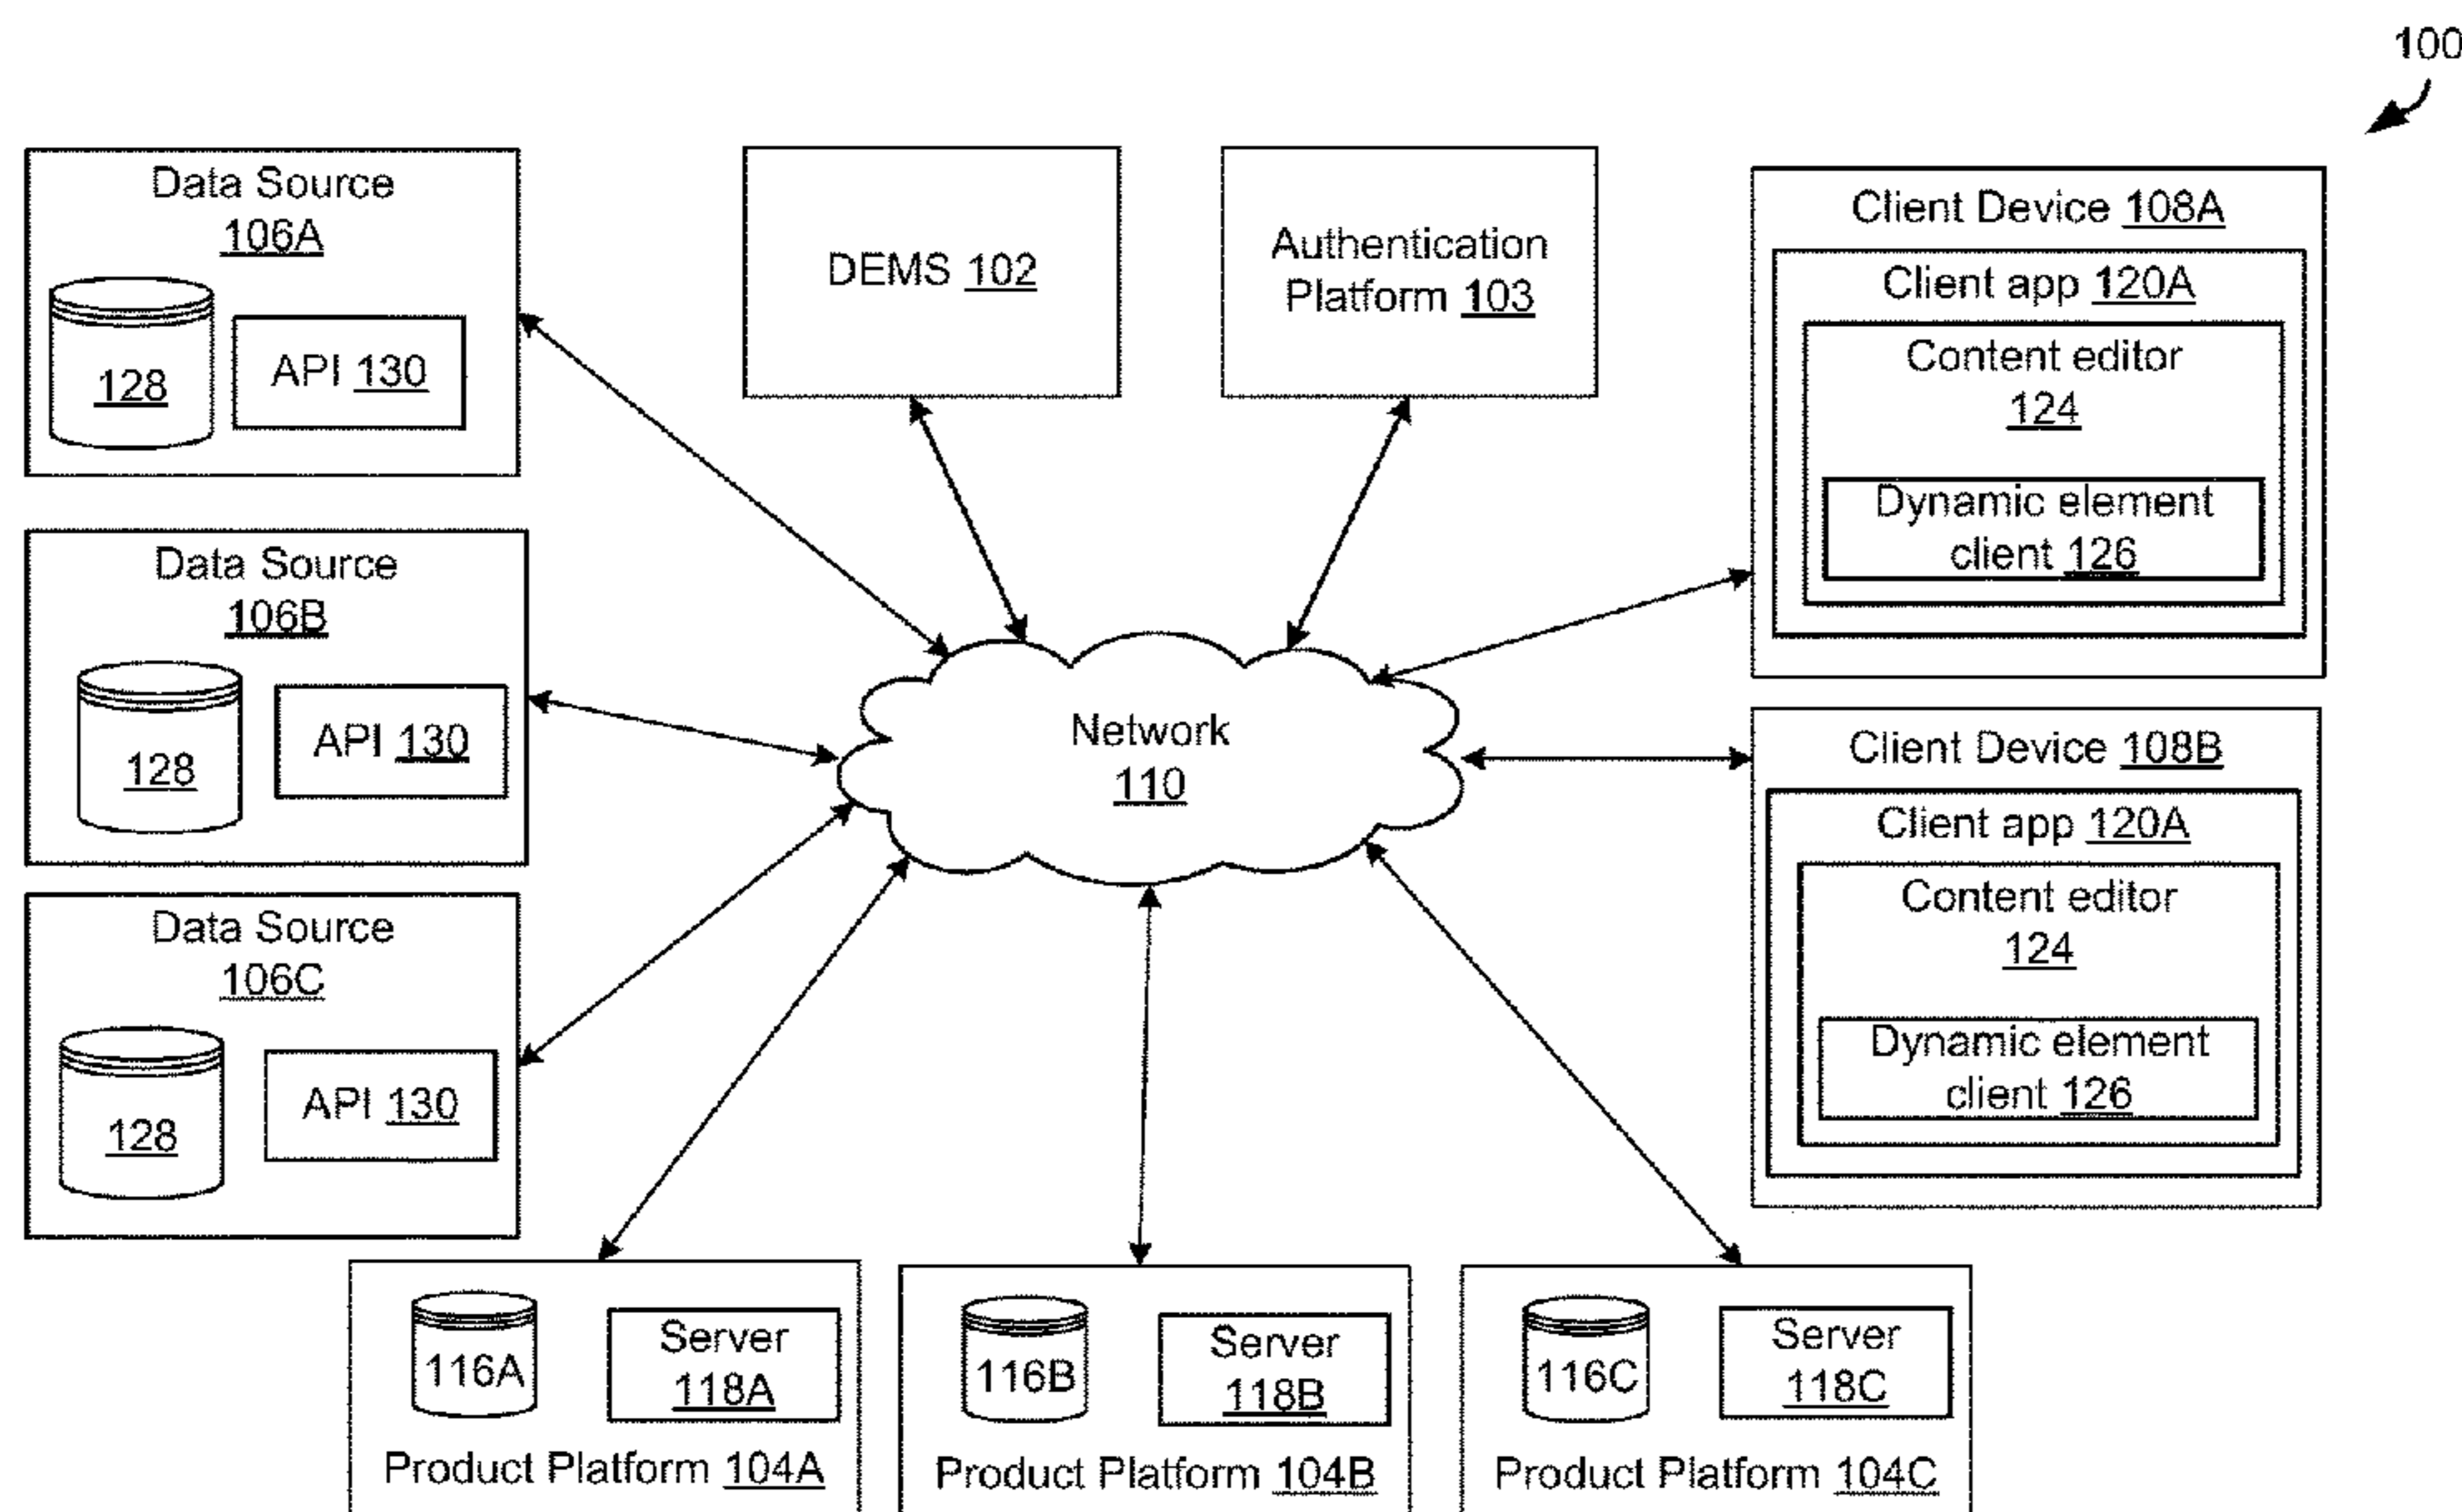 100
Data Source
106A
128
API 130
DEMS 102
Authentication
Platform 103
Client Device 108A
Client app 120A
Content editor
124
Dynamic element
client 126
Data Source
106B
128
API 130
Network
110
Client Device 108B
Client app 120A
Content editor
124
Dynamic element
client 126
Data Source
106C
128
API 130
116A
Server
118A
Product Platform 104A
116B
Server
118B
Product Platform 104B
116C
Server
118C
Product Platform 104C